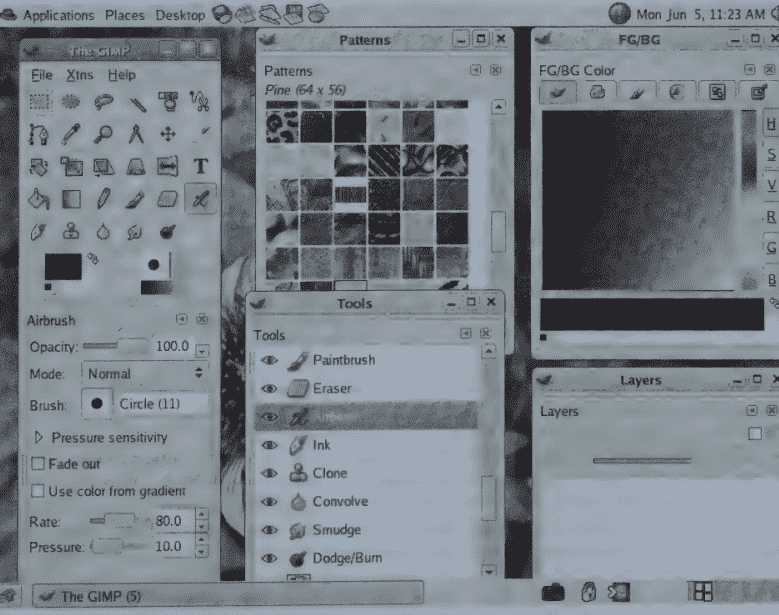 Applications Places Desktop
Mon Jun 5, 11:23 AM
The GIMP
File Xtns Help
T
Airbrush
Opacity: 100.0
Mode: Normal
Brush: Circle (11)
Pressure sensitivity
Fade out
Use color from gradient
Rate: 80.0
Pressure: 10.0
Patterns
Patterns
Pine (64 x 56)
Tools
Tools
Paintbrush
Eraser
Airbrush
Ink
Clone
Convolve
Smudge
Dodge/Burn
FG/BG
FG/BG Color
H
S
V
R
G
B
Layers
Layers
The GIMP (5)